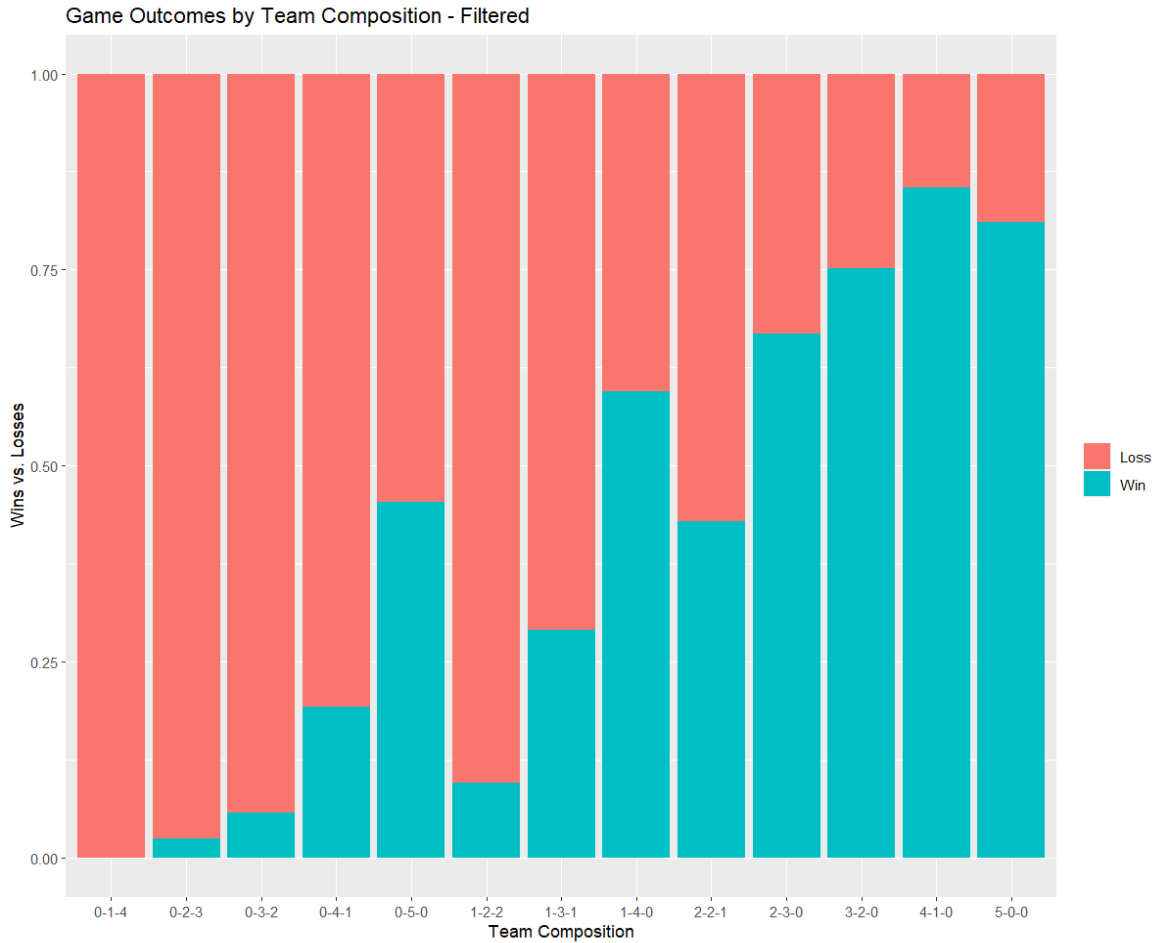 Game Outcomes by Team Composition - Filtered
1.00
0.75
0.50
0.25
0.00
Wins vs. Losses
Loss
Win
0-1-4 0-2-3 0-3-2 0-4-1 0-5-0 1-2-2 1-3-1 1-4-0 2-2-1 2-3-0 3-2-0 4-1-0 5-0-0
Team Composition